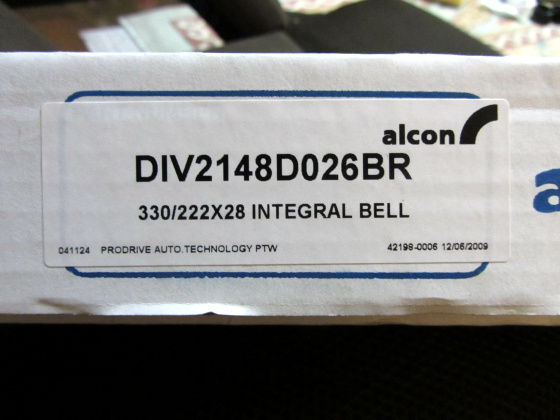 alcon
DIV2148D026BR
330/222X28 INTEGRAL BELL
041124 PRODRIVE AUTO.TECHNOLOGY PTW 42198-0006 12/06/2009
a